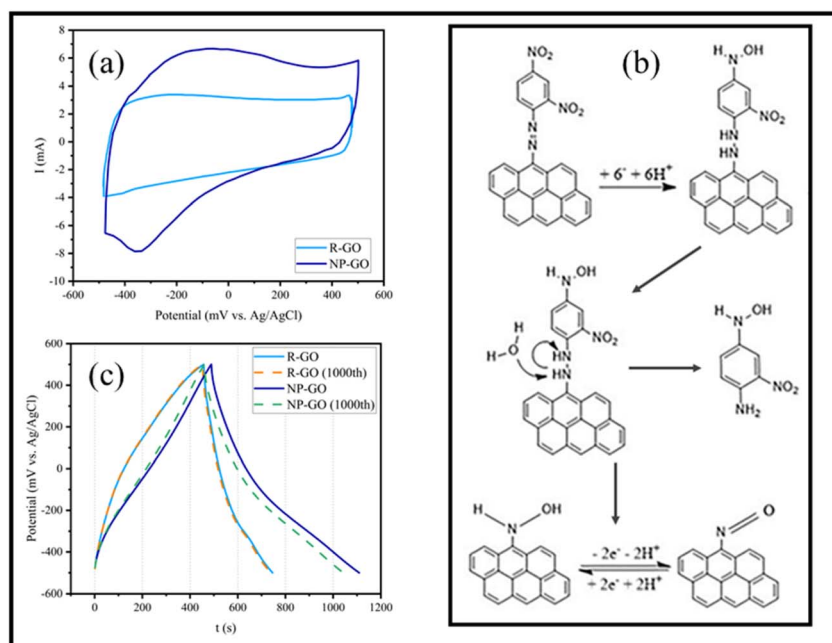 (a)
I (mA)
8
6
4
2
0
-2
-4
-6
-8
-10
-600
-400
-200
0
200
400
600
Potential (mV vs. Ag/AgCl)
R-GO
NP-GO
(b)
NO₂
NO₂
N
N
+ 6⁻ + 6H⁺
H
N
OH
NO₂
HN
HN
H
N
OH
NO₂
HN
HN
H
O
H
H
N
OH
NO₂
NH₂
H
OH
N
- 2e⁻ - 2H⁺
+ 2e⁻ + 2H⁺
N
O
(c)
Potential (mV vs. Ag/AgCl)
500
400
200
0
-200
-400
-600
0
200
400
600
800
1000
1200
t (s)
R-GO
R-GO (1000th)
NP-GO
NP-GO (1000th)